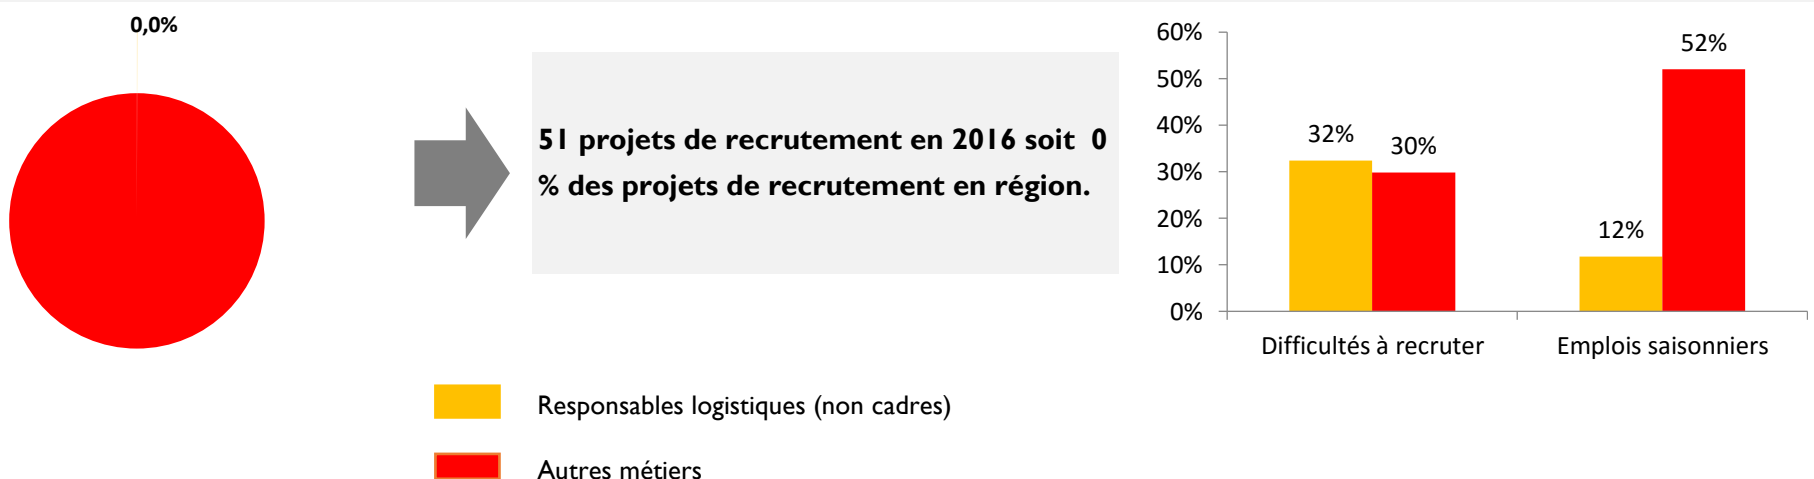 0,0%
51 projets de recrutement en 2016 soit 0
% des projets de recrutement en région.
60%
50%
40%
30%
20%
10%
0%
32%
30%
12%
52%
Difficultés à recruter
Emplois saisonniers
Responsables logistiques (non cadres)
Autres métiers